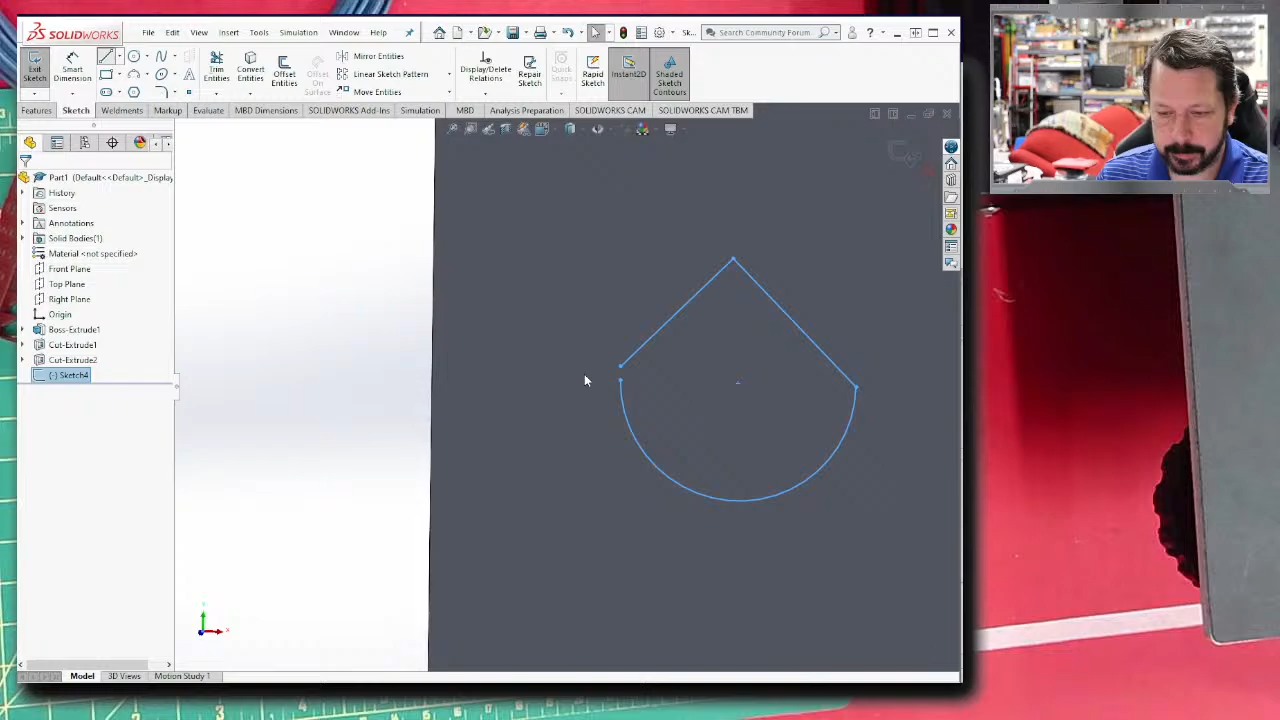 SOLIDWORKS File Edit View Insert Tools Simulation Window Help Sk... Search Community Forum ?
Exit Sketch Smart Dimension Trim Entities Convert Entities Offset Entities Offset On Surface Mirror Entities Linear Sketch Pattern Move Entities Display/Delete Relations Repair Sketch Quick Snaps Rapid Sketch Instant2D Shaded Sketch Contours
Features Sketch Weldments Markup Evaluate MBD Dimensions SOLIDWORKS Add-Ins Simulation MBD Analysis Preparation SOLIDWORKS CAM SOLIDWORKS CAM TBM
Part1 (Default<<Default>_Display
History
Sensors
Annotations
Solid Bodies(1)
Material <not specified>
Front Plane
Top Plane
Right Plane
Origin
Boss-Extrude1
Cut-Extrude1
Cut-Extrude2
(-) Sketch4
Y
X
Model 3D Views Motion Study 1